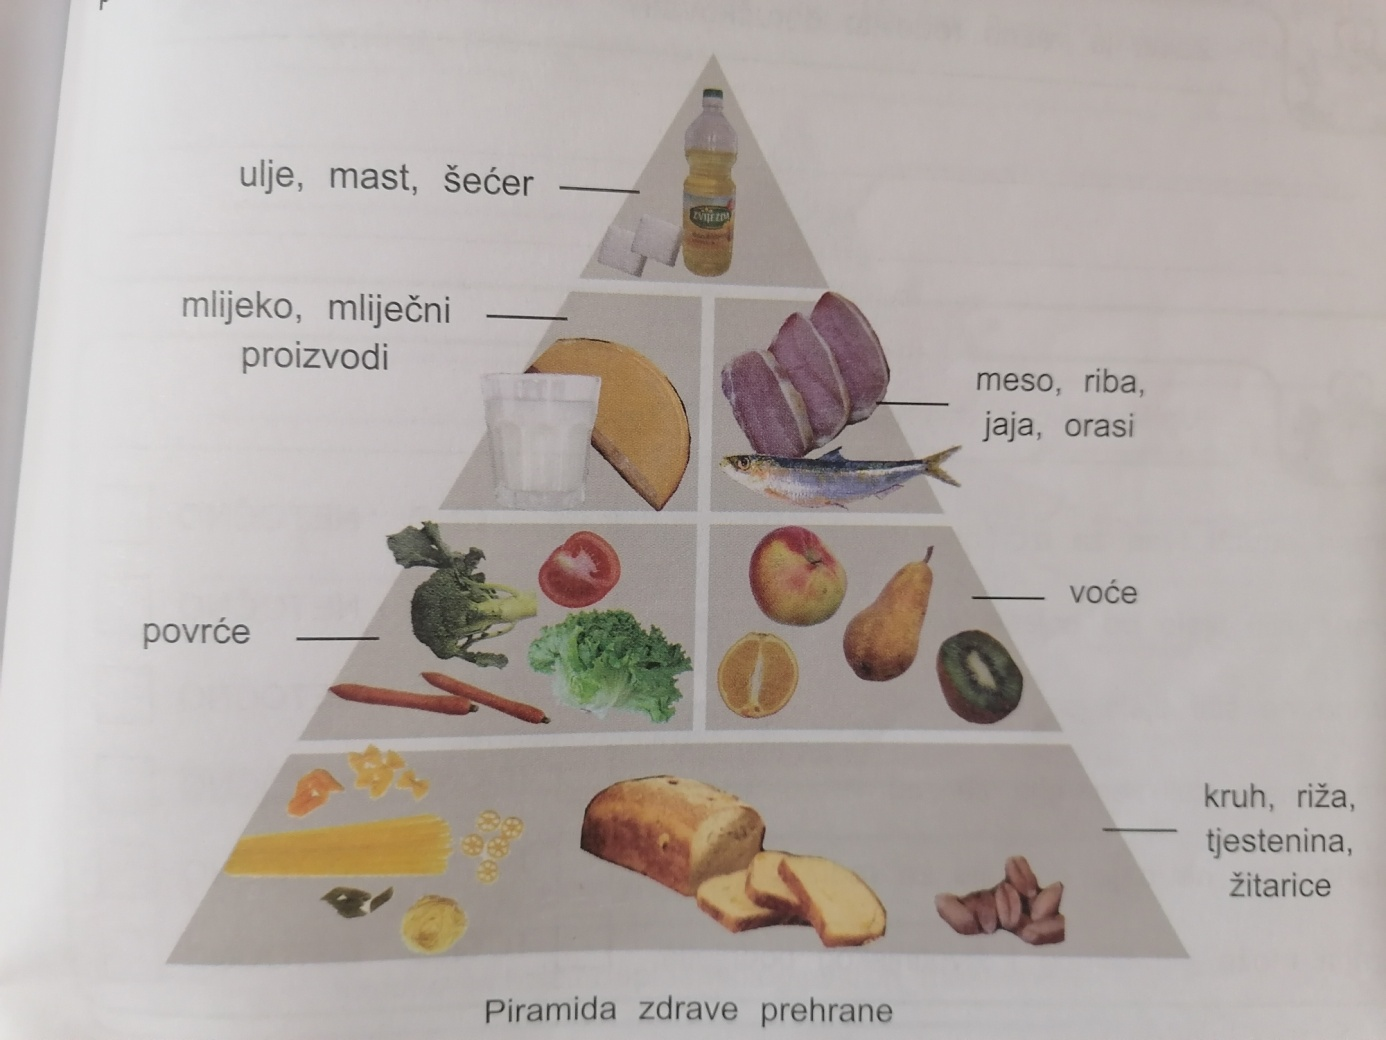 ulje, mast, šećer
ZVIJEZDA
mlijeko, mliječni
proizvodi
meso, riba,
jaja, orasi
povrće
voće
kruh, riža,
tjestenina,
žitarice
Piramida zdrave prehrane